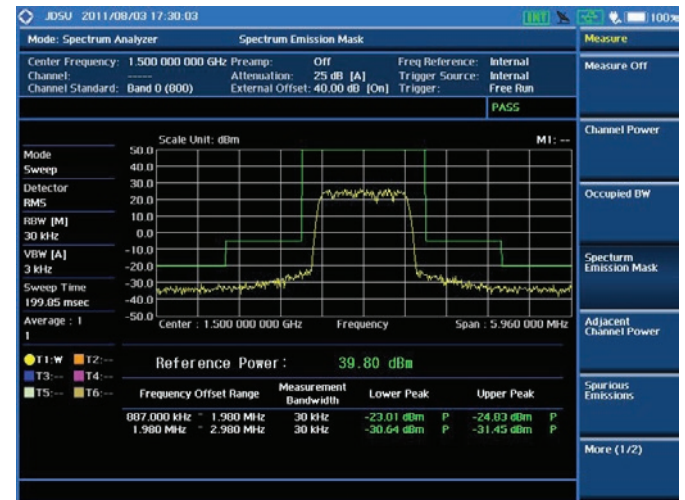 JDSU 2011/08/03 17:30:03 INT 100%
Mode: Spectrum Analyzer Spectrum Emission Mask Measure
Center Frequency: 1.500 000 000 GHz Preamp: Off Freq Reference: Internal
Channel: ----- Attenuation: 25 dB [A] Trigger Source: Internal
Channel Standard: Band 0 (800) External Offset: 40.00 dB [On] Trigger: Free Run
Measure Off
PASS
Channel Power
Scale Unit: dBm M1: --
50.0
Mode
Sweep
40.0
Detector
RMS
30.0
20.0
Occupied BW
RBW [M]
30 kHz
10.0
0.0
VBW [A]
3 kHz
-10.0
-20.0
Specturm
Emission Mask
Sweep Time
199.85 msec
-30.0
-40.0
Average : 1
1
-50.0
Center : 1.500 000 000 GHz Frequency Span : 5.960 000 MHz
Adjacent
Channel Power
T1:W T2:--
T3:-- T4:--
T5:-- T6:--
Reference Power: 39.80 dBm
Frequency Offset Range Measurement Bandwidth Lower Peak Upper Peak
887.000 kHz ~ 1.980 MHz 30 kHz -23.01 dBm P -24.83 dBm P
1.980 MHz ~ 2.980 MHz 30 kHz -30.64 dBm P -31.45 dBm P
Spurious
Emissions
More (1/2)